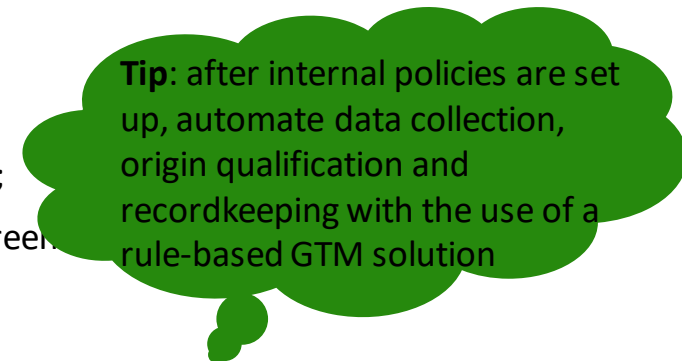 Tip: after internal policies are set
up, automate data collection,
origin qualification and
;
recordkeeping with the use of a
reen
rule-based GTM solution